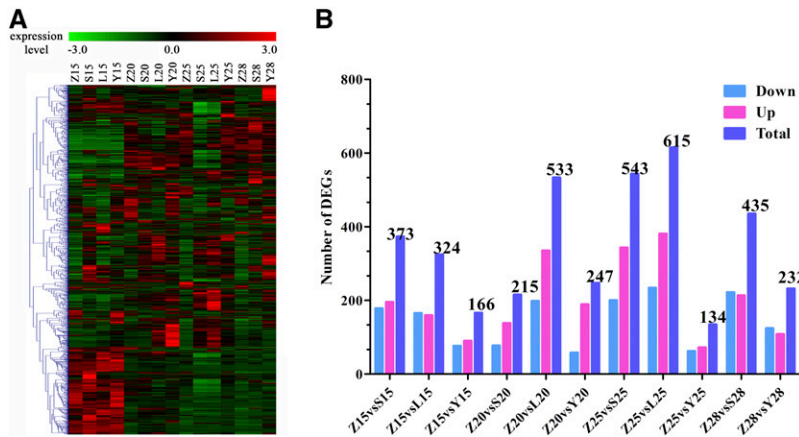 A
expression
level
-3.0 0.0 3.0
Z15 S15 L15 Y15 Z20 S20 L20 Y20 Z25 S25 L25 Y25 Z28 S28 Y28
B
Number of DEGs
800
600
400
200
0
Down
Up
Total
373
324
166
215
533
247
543
615
134
435
232
Z15vsS15
Z15vsL15
Z15vsY15
Z20vsS20
Z20vsL20
Z20vsY20
Z25vsS25
Z25vsL25
Z25vsY25
Z28vsS28
Z28vsY28